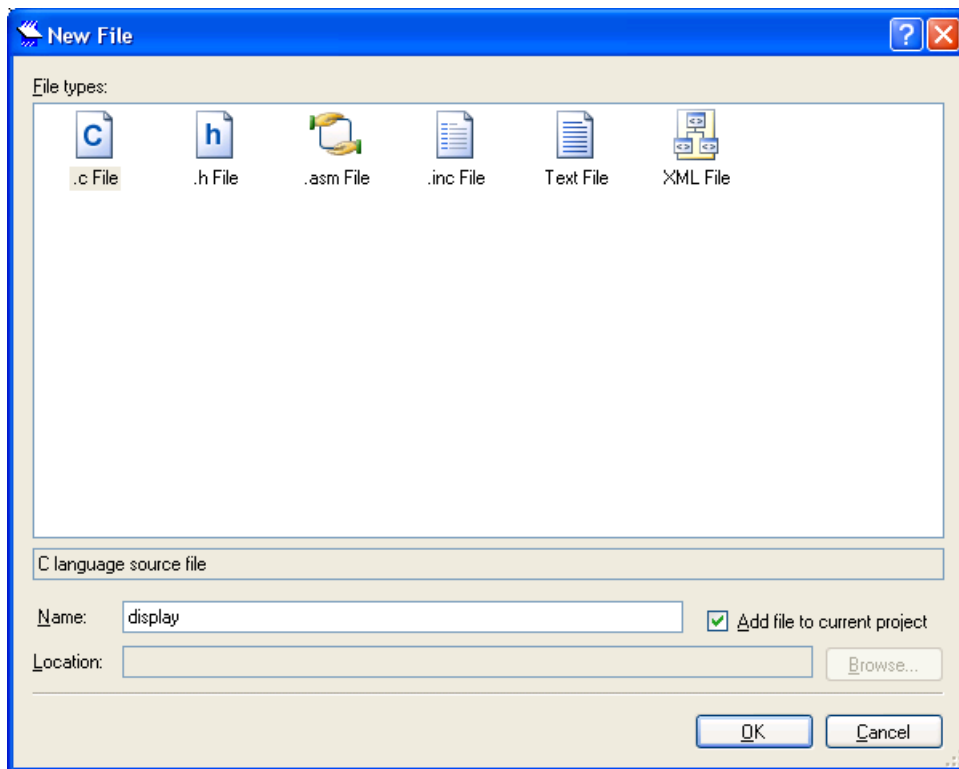 New File
File types:
.c File .h File .asm File .inc File Text File XML File
C language source file
Name: display Add file to current project
Location: Browse...
OK Cancel